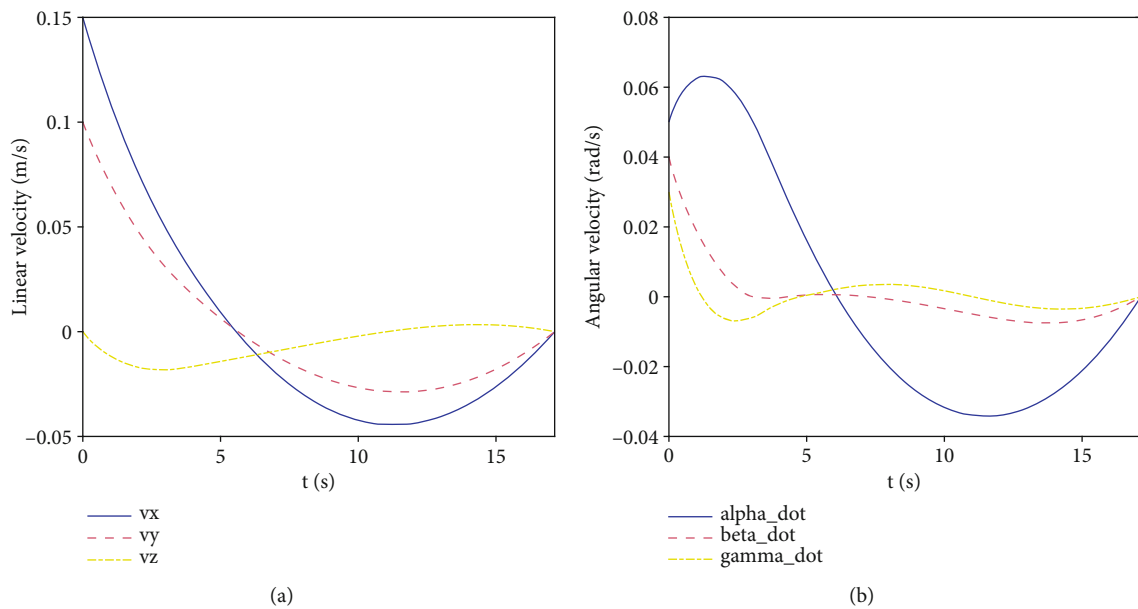 0.15
0.1
0.05
0
−0.05
Linear velocity (m/s)
0
5
10
15
t (s)
vx
vy
vz
(a)
0.08
0.06
0.04
0.02
0
−0.02
−0.04
Angular velocity (rad/s)
0
5
10
15
t (s)
alpha_dot
beta_dot
gamma_dot
(b)